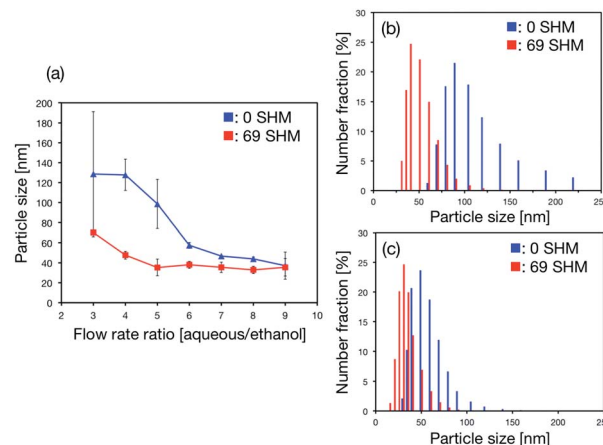 (a)
200
180
160
140
120
100
80
60
40
20
0
2 3 4 5 6 7 8 9 10
Particle size [nm]
Flow rate ratio [aqueous/ethanol]
: 0 SHM
: 69 SHM
(b)
30
25
20
15
10
5
0
0 50 100 150 200 250
Number fraction [%]
Particle size [nm]
: 0 SHM
: 69 SHM
(c)
30
25
20
15
10
5
0
0 50 100 150 200 250
Number fraction [%]
Particle size [nm]
: 0 SHM
: 69 SHM